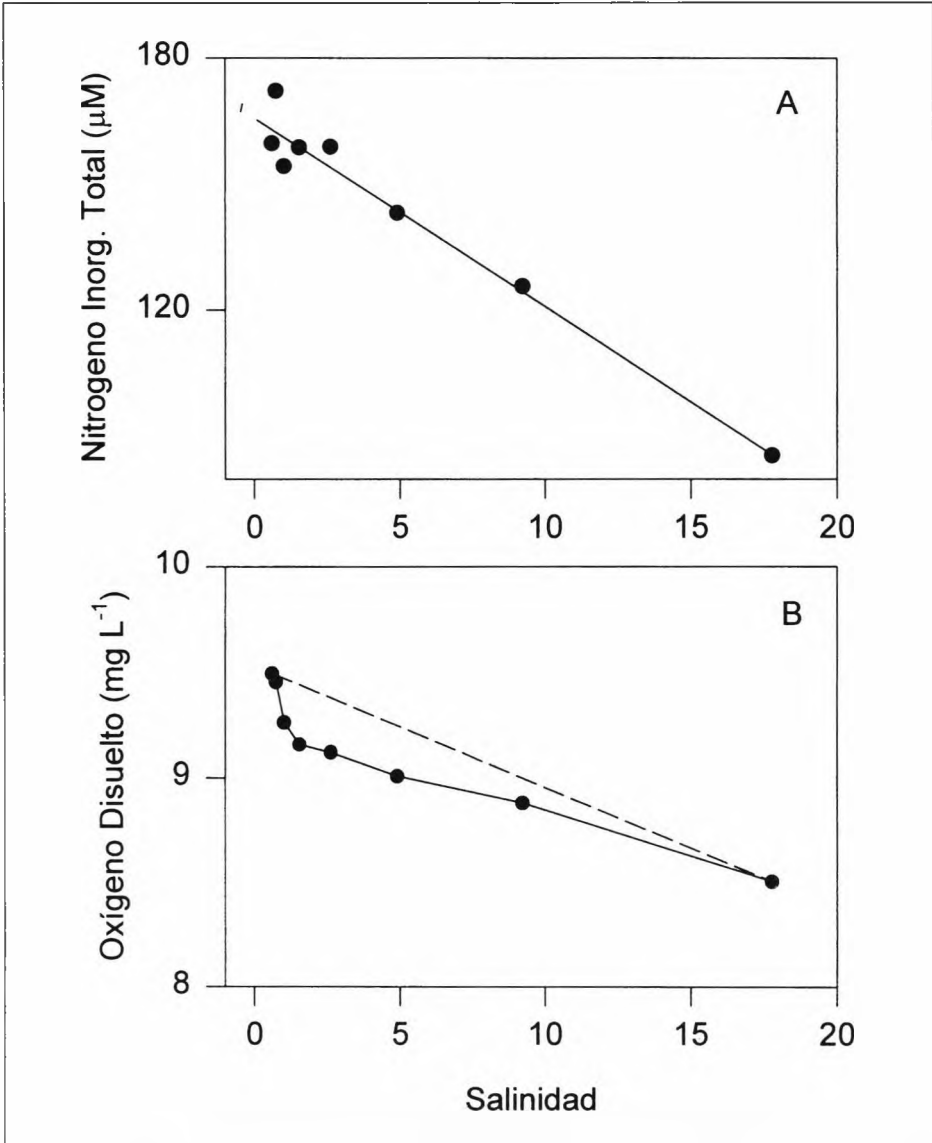 180
A
Nitrogeno Inorg. Total (μM)
120
0 5 10 15 20
10
B
Oxígeno Disuelto (mg L⁻¹)
9
8
0 5 10 15 20
Salinidad